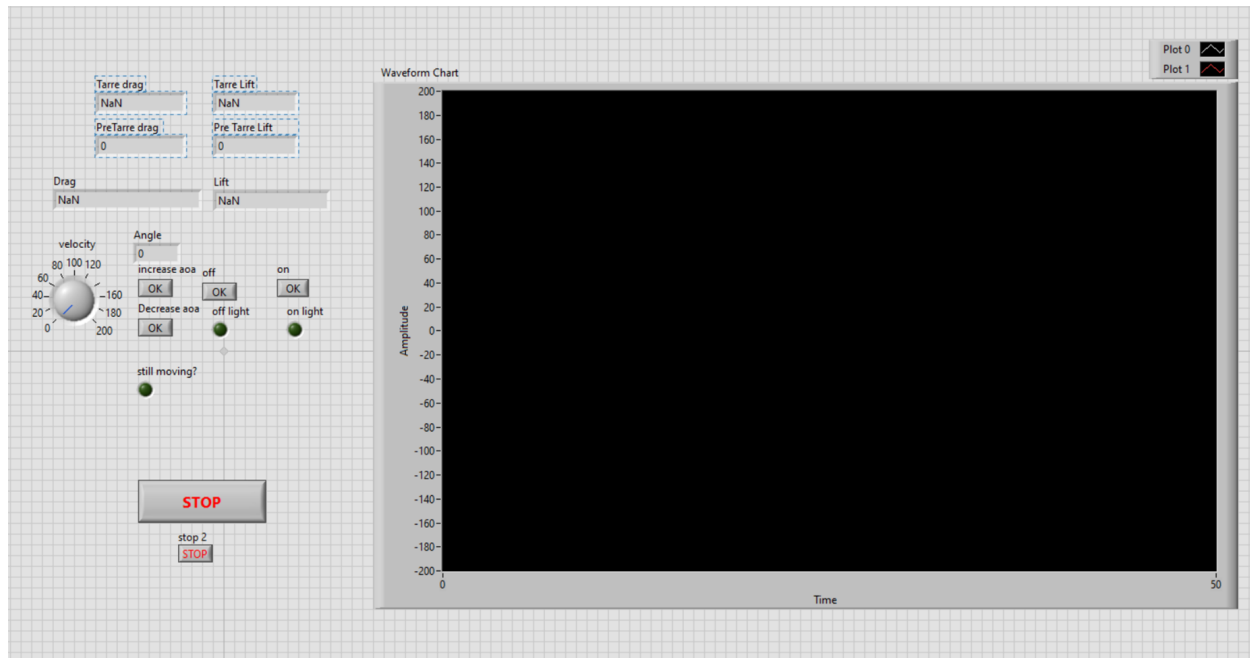 Plot 0
Plot 1
Waveform Chart
Tarre drag
Tarre Lift
NaN
NaN
PreTarre drag
Pre Tarre Lift
0
0
Drag
Lift
NaN
NaN
velocity
0
20
40
60
80
100
120
160
180
200
Angle
0
increase aoa
off
on
OK
OK
OK
Decrease aoa
off light
on light
OK
still moving?
STOP
stop 2
STOP
Amplitude
200
180
160
140
120
100
80
60
40
20
0
-20
-40
-60
-80
-100
-120
-140
-160
-180
-200
0
50
Time